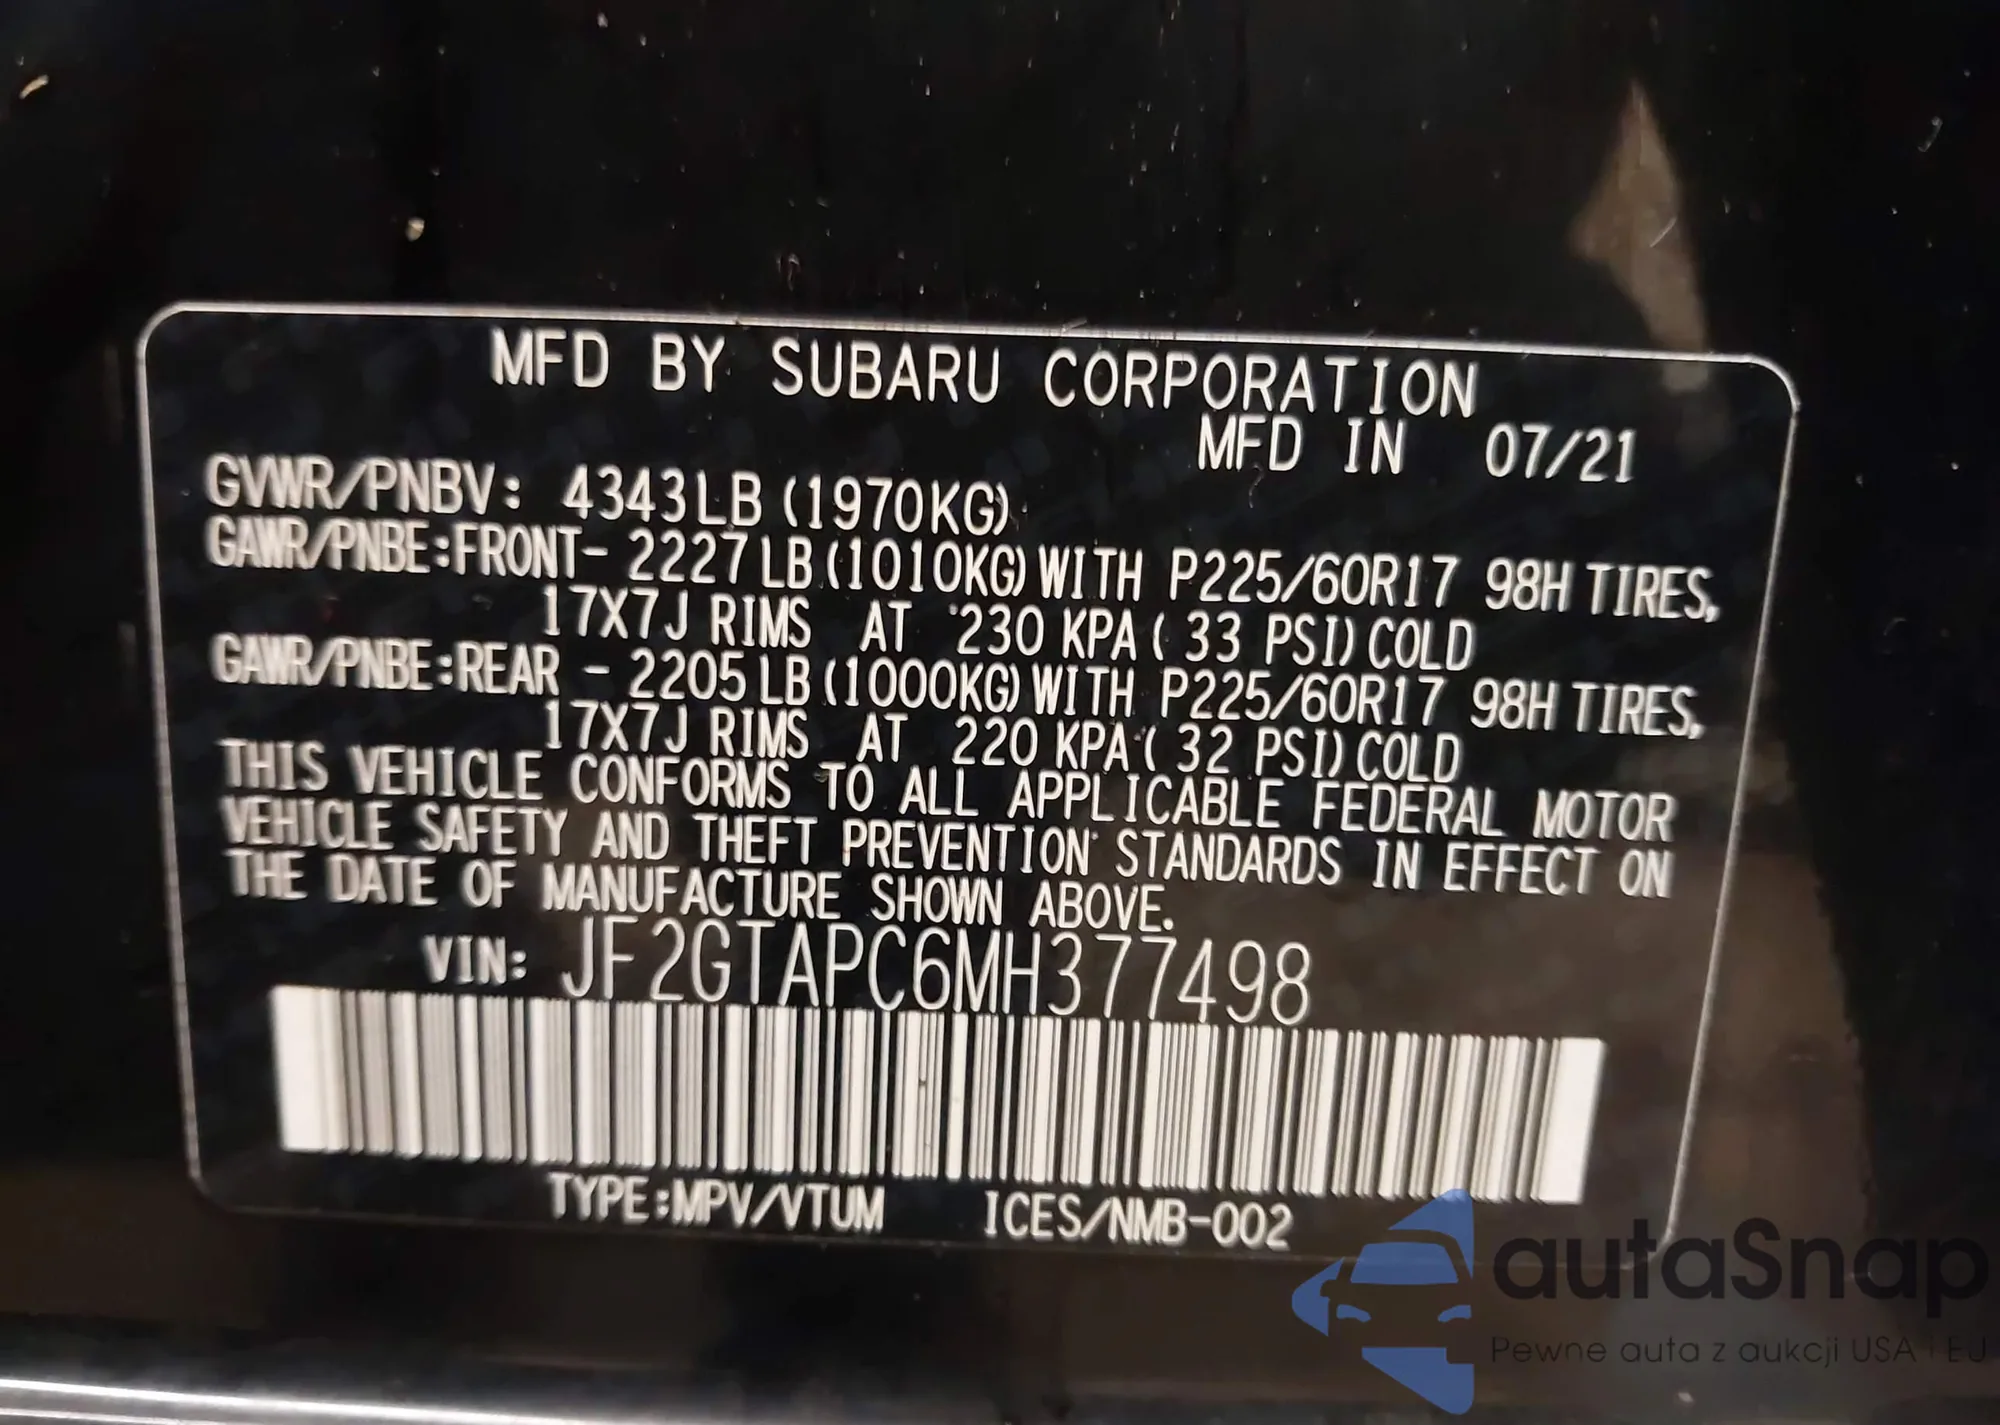 MFD BY SUBARU CORPORATION
MFD IN 07/21
GVWR/PNBV: 4343LB (1970KG)
GAWR/PNBE:FRONT- 2227LB(1010KG)WITH P225/60R17 98H TIRES,
17X7J RIMS AT 230 KPA ( 33 PSI)COLD
GAWR/PNBE:REAR - 2205LB(1000KG)WITH P225/60R17 98H TIRES,
17X7J RIMS AT 220 KPA ( 32 PSI)COLD
THIS VEHICLE CONFORMS TO ALL APPLICABLE FEDERAL MOTOR
VEHICLE SAFETY AND THEFT PREVENTION STANDARDS IN EFFECT ON
THE DATE OF MANUFACTURE SHOWN ABOVE.
VIN: JF2GTAPC6MH377498
TYPE:MPV/VTUM ICES/NMB-002
autaSnap
Pewne auta z aukcji USA i EU